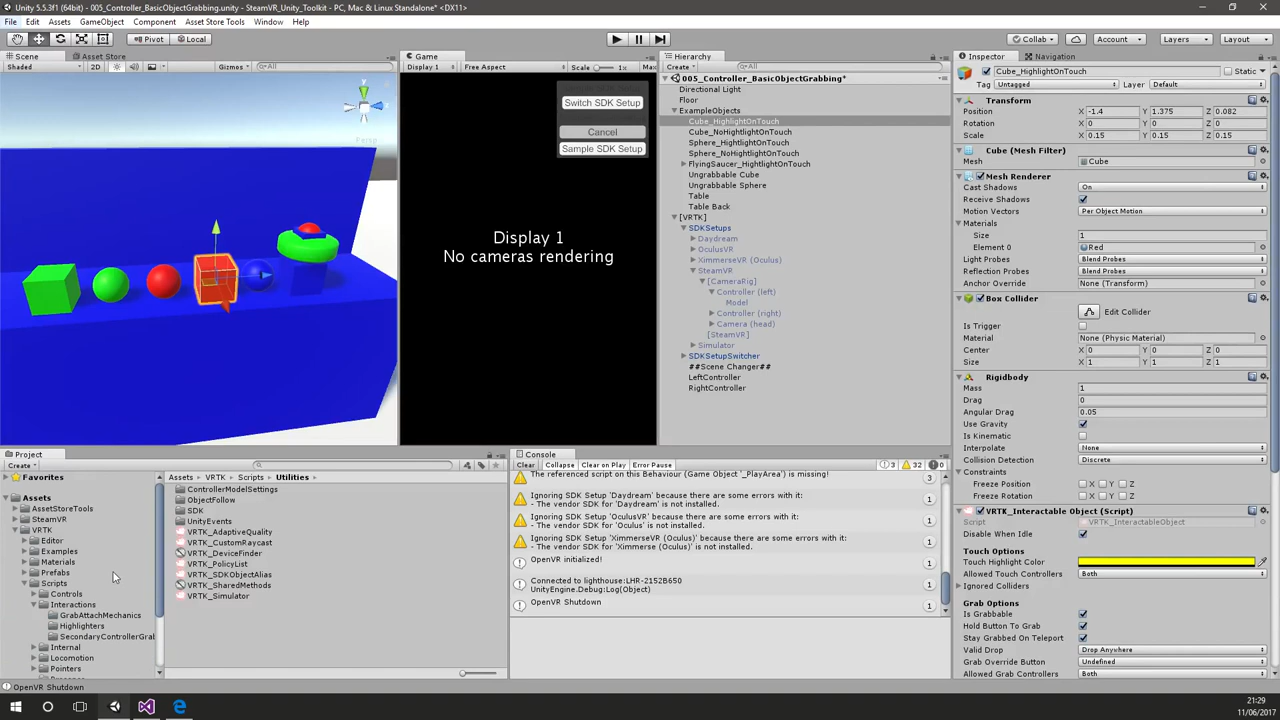 Unity 5.5.3f1 (64bit) - 005_Controller_BasicObjectGrabbing.unity - SteamVR_Unity_Toolkit - PC, Mac & Linux Standalone* <DX11>
File Edit Assets GameObject Component Asset Store Tools Window Help
Pivot Local Collab Account Layers Layout
Scene Asset Store
Shaded 2D Gizmos All
y
Persp
Game
Display 1 Free Aspect Scale 1x Max
Switch SDK Setup
Cancel
Sample SDK Setup
Display 1
No cameras rendering
Hierarchy
Create All
005_Controller_BasicObjectGrabbing*
Directional Light
Floor
ExampleObjects
Cube_HighlightOnTouch
Cube_NoHightlightOnTouch
Sphere_HightlightOnTouch
Sphere_NoHightlightOnTouch
FlyingSaucer_HightlightOnTouch
Ungrabbable Cube
Ungrabbable Sphere
Table
Table Back
[VRTK]
SDKSetups
Daydream
OculusVR
XimmerseVR (Oculus)
SteamVR
[CameraRig]
Controller (left)
Model
Controller (right)
Camera (head)
[SteamVR]
Simulator
SDKSetupSwitcher
##Scene Changer##
LeftController
RightController
Inspector Navigation
Cube_HighlightOnTouch Static
Tag Untagged Layer Default
Transform
Position X -1.4 Y 1.375 Z 0.082
Rotation X 0 Y 0 Z 0
Scale X 0.15 Y 0.15 Z 0.15
Cube (Mesh Filter)
Mesh Cube
Mesh Renderer
Cast Shadows On
Receive Shadows
Motion Vectors Per Object Motion
Materials
Size 1
Element 0 Red
Light Probes Blend Probes
Reflection Probes Blend Probes
Anchor Override None (Transform)
Box Collider
Edit Collider
Is Trigger
Material None (Physic Material)
Center X 0 Y 0 Z 0
Size X 1 Y 1 Z 1
Rigidbody
Mass 1
Drag 0
Angular Drag 0.05
Use Gravity
Is Kinematic
Interpolate None
Collision Detection Discrete
Constraints
Freeze Position X Y Z
Freeze Rotation X Y Z
VRTK_Interactable Object (Script)
Script VRTK_InteractableObject
Disable When Idle
Touch Options
Touch Highlight Color
Allowed Touch Controllers Both
Ignored Colliders
Grab Options
Is Grabbable
Hold Button To Grab
Stay Grabbed On Teleport
Valid Drop Drop Anywhere
Grab Override Button Undefined
Allowed Grab Controllers Both
Project
Create
Favorites
Assets
AssetStoreTools
SteamVR
VRTK
Editor
Examples
Materials
Prefabs
Scripts
Controls
Interactions
GrabAttachMechanics
Highlighters
SecondaryControllerGrab
Internal
Locomotion
Pointers
Assets VRTK Scripts Utilities
ControllerModelSettings
ObjectFollow
SDK
UnityEvents
VRTK_AdaptiveQuality
VRTK_CustomRaycast
VRTK_DeviceFinder
VRTK_PolicyList
VRTK_SDKObjectAlias
VRTK_SharedMethods
VRTK_Simulator
Console
Clear Collapse Clear on Play Error Pause 3 32 0
The referenced script on this Behaviour (Game Object '_PlayArea') is missing! 3
Ignoring SDK Setup 'Daydream' because there are some errors with it:
- The vendor SDK for 'Daydream' is not installed. 1
Ignoring SDK Setup 'OculusVR' because there are some errors with it:
- The vendor SDK for 'Oculus' is not installed. 1
Ignoring SDK Setup 'XimmerseVR (Oculus)' because there are some errors with it:
- The vendor SDK for 'Ximmerse (Oculus)' is not installed. 1
OpenVR initialized! 1
Connected to lighthouse:LHR-2152B650
UnityEngine.Debug:Log(Object) 1
OpenVR Shutdown 1
OpenVR Shutdown
21:29
11/06/2017